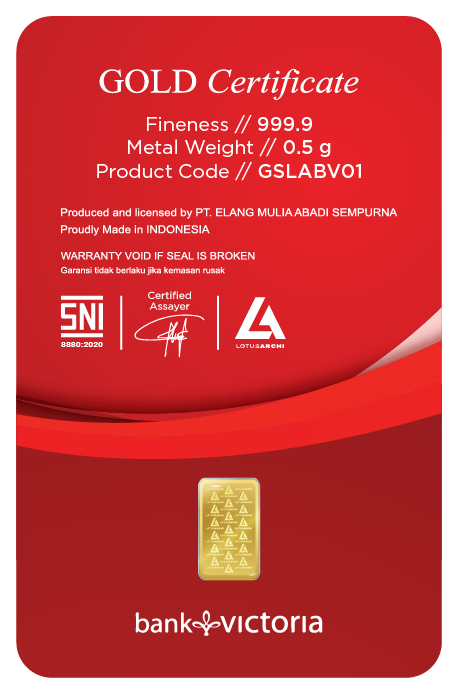 GOLD Certificate
Fineness // 999.9
Metal Weight // 0.5 g
Product Code // GSLABV01
Produced and licensed by PT. ELANG MULIA ABADI SEMPURNA
Proudly Made in INDONESIA
WARRANTY VOID IF SEAL IS BROKEN
Garansi tidak berlaku jika kemasan rusak
SNI
8880:2020
Certified
Assayer
LOTUSARCHI
bank victoria